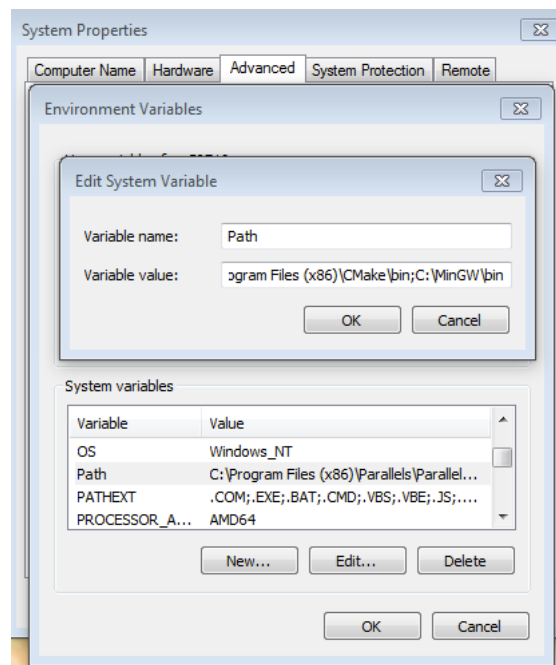 System Properties
Computer Name Hardware Advanced System Protection Remote
Environment Variables
Edit System Variable
Variable name: Path
Variable value: ogram Files (x86)\CMake\bin;C:\MinGW\bin
OK Cancel
System variables
Variable Value
OS Windows_NT
Path C:\Program Files (x86)\Parallels\Parallel...
PATHEXT .COM;.EXE;.BAT;.CMD;.VBS;.VBE;.JS;....
PROCESSOR_A... AMD64
New... Edit... Delete
OK Cancel